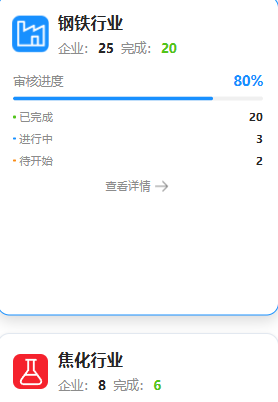 钢铁行业
企业： 25 完成： 20
审核进度 80%
已完成 20
进行中 3
待开始 2
查看详情
焦化行业
企业： 8 完成： 6